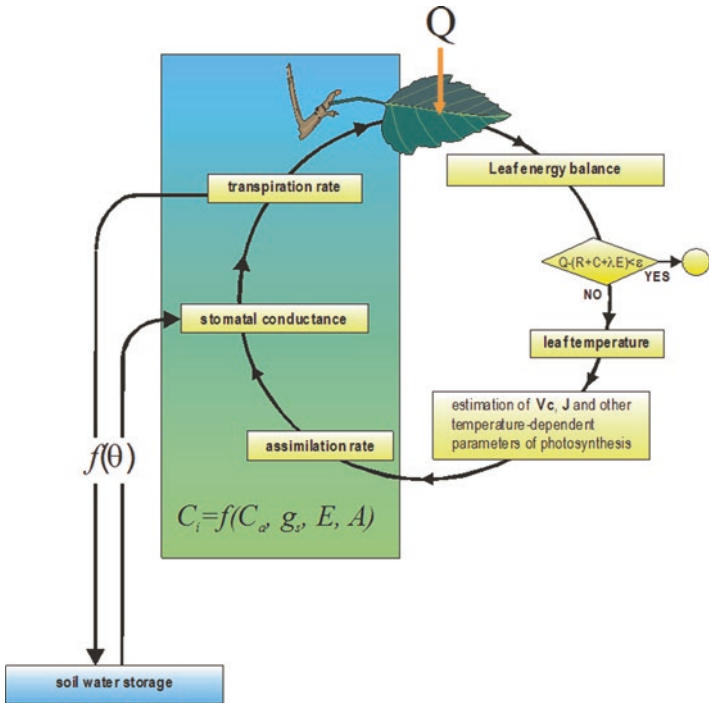 Q
transpiration rate
Leaf energy balance
Q-(R+C+λE)<ε
YES
NO
stomatal conductance
leaf temperature
estimation of Vc, J and other
temperature-dependent
parameters of photosynthesis
assimilation rate
f(θ)
Cᵢ=f(Cₐ, gₛ, E, A)
soil water storage